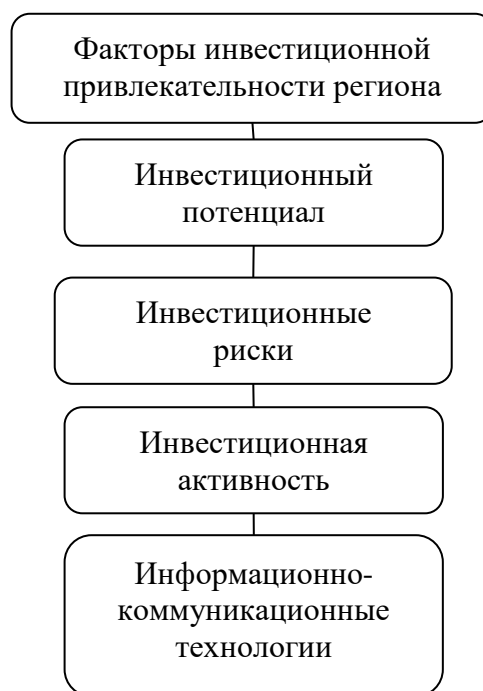 Факторы инвестиционной
привлекательности региона
Инвестиционный
потенциал
Инвестиционные
риски
Инвестиционная
активность
Информационно-
коммуникационные
технологии